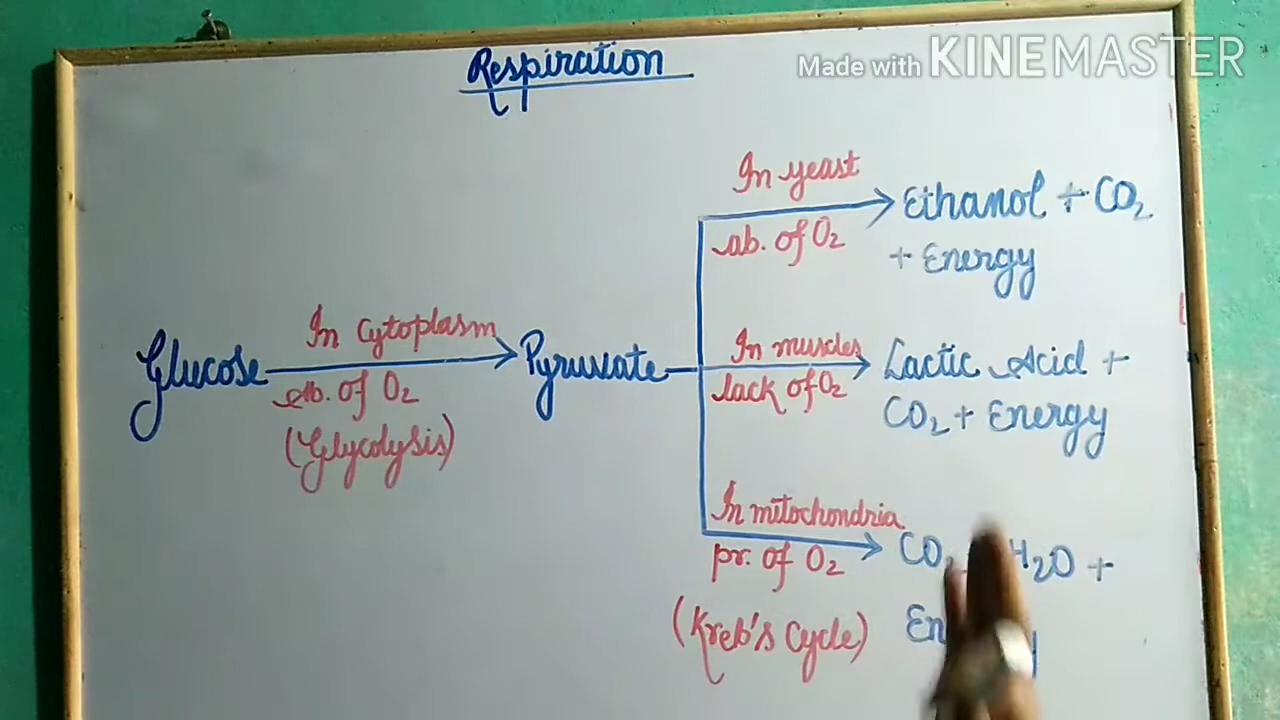 Respiration
Made with KINEMASTER
In yeast
Ethanol + CO2
ab. of O2
+ Energy
In Cytoplasm
Glucose
Pyruvate
ab. of O2
(Glycolysis)
In muscles
Lactic Acid +
lack of O2
CO2 + Energy
In mitochondria
CO2 H2O +
pr. of O2
(Kreb's Cycle)